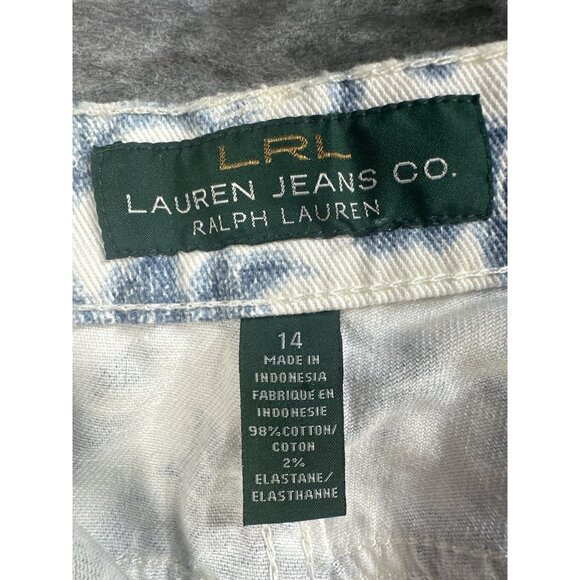 LRL
LAUREN JEANS CO.
RALPH LAUREN
14
MADE IN
INDONESIA
FABRIQUE EN
INDONESIE
98% COTTON/
COTON
2%
ELASTANE/
ELASTHANNE